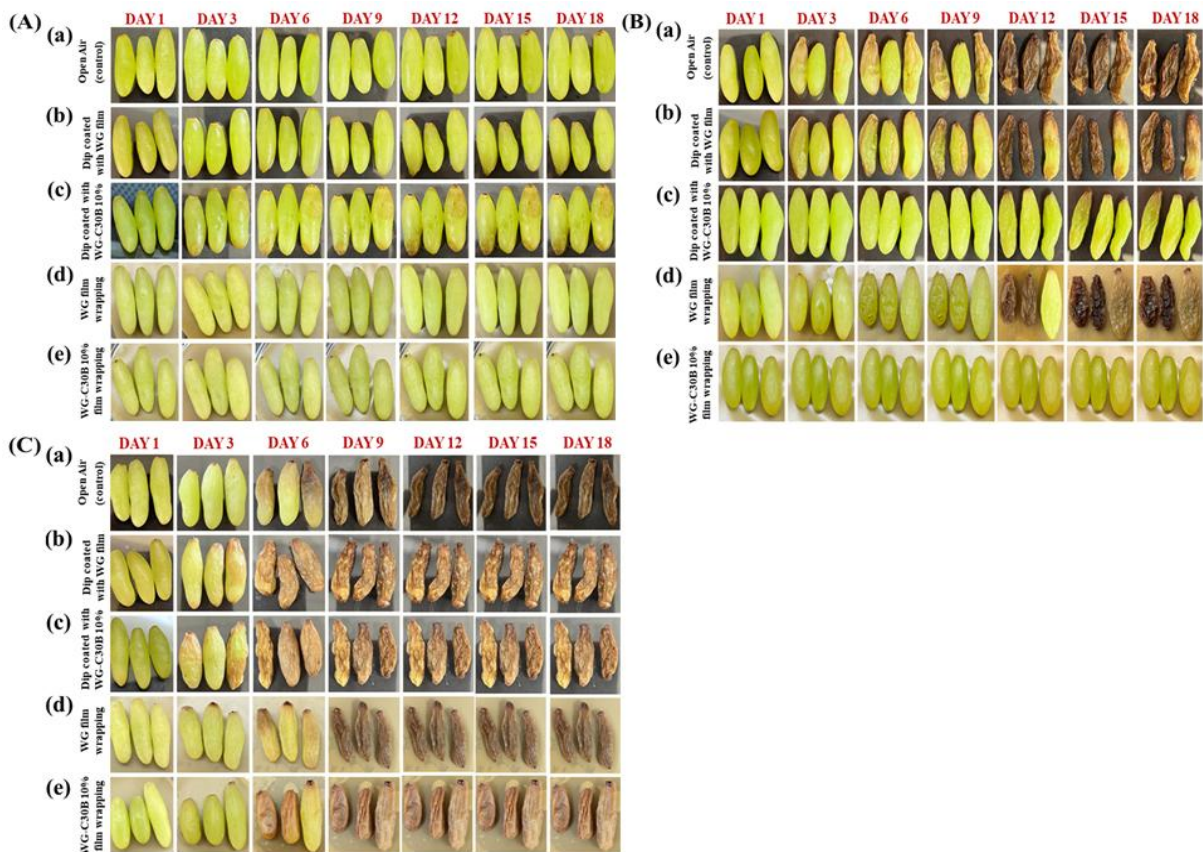 (A)
DAY 1 DAY 3 DAY 6 DAY 9 DAY 12 DAY 15 DAY 18
(a)
Open Air
(control)
(b)
Dip coated
with WG film
(c)
Dip coated with
WG-C30B 10%
(d)
WG film
wrapping
(e)
WG-C30B 10%
film wrapping
(B)
DAY 1 DAY 3 DAY 6 DAY 9 DAY 12 DAY 15 DAY 18
(a)
Open Air
(control)
(b)
Dip coated
with WG film
(c)
Dip coated with
WG-C30B 10%
(d)
WG film
wrapping
(e)
WG-C30B 10%
film wrapping
(C)
DAY 1 DAY 3 DAY 6 DAY 9 DAY 12 DAY 15 DAY 18
(a)
Open Air
(control)
(b)
Dip coated
with WG film
(c)
Dip coated with
WG-C30B 10%
(d)
WG film
wrapping
(e)
WG-C30B 10%
film wrapping